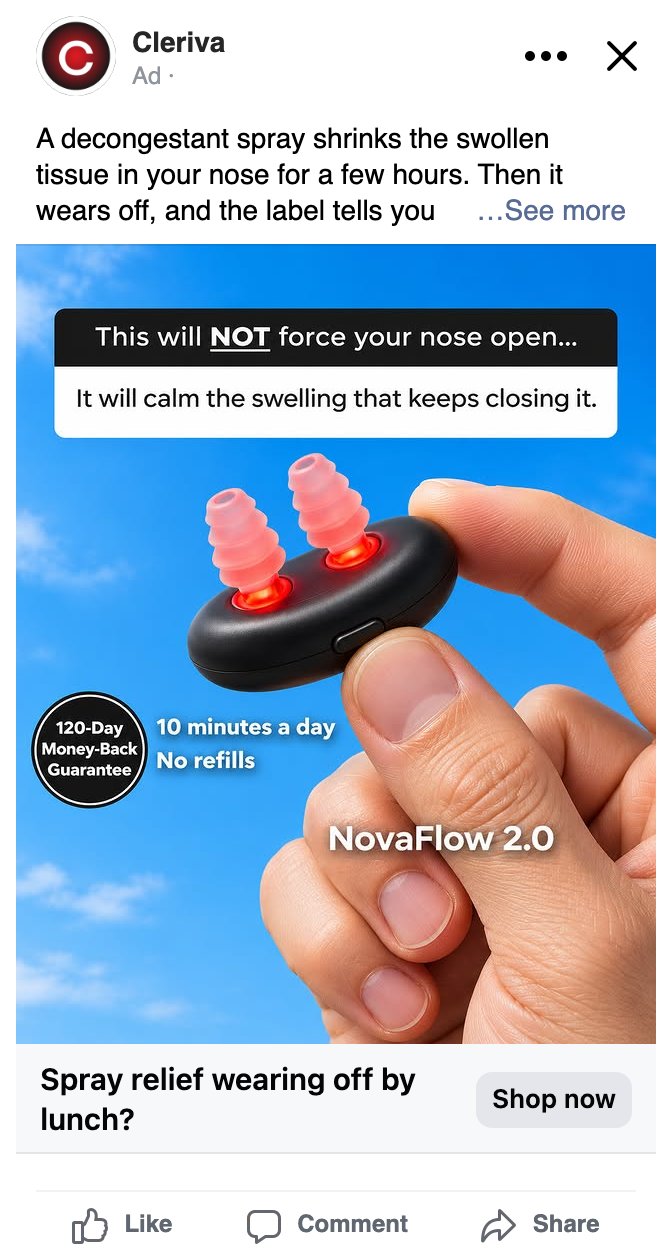 C
Cleriva
Ad ·
A decongestant spray shrinks the swollen
tissue in your nose for a few hours. Then it
wears off, and the label tells you ...See more
This will NOT force your nose open...
It will calm the swelling that keeps closing it.
120-Day
Money-Back
Guarantee
10 minutes a day
No refills
NovaFlow 2.0
Spray relief wearing off by
lunch?
Shop now
Like
Comment
Share